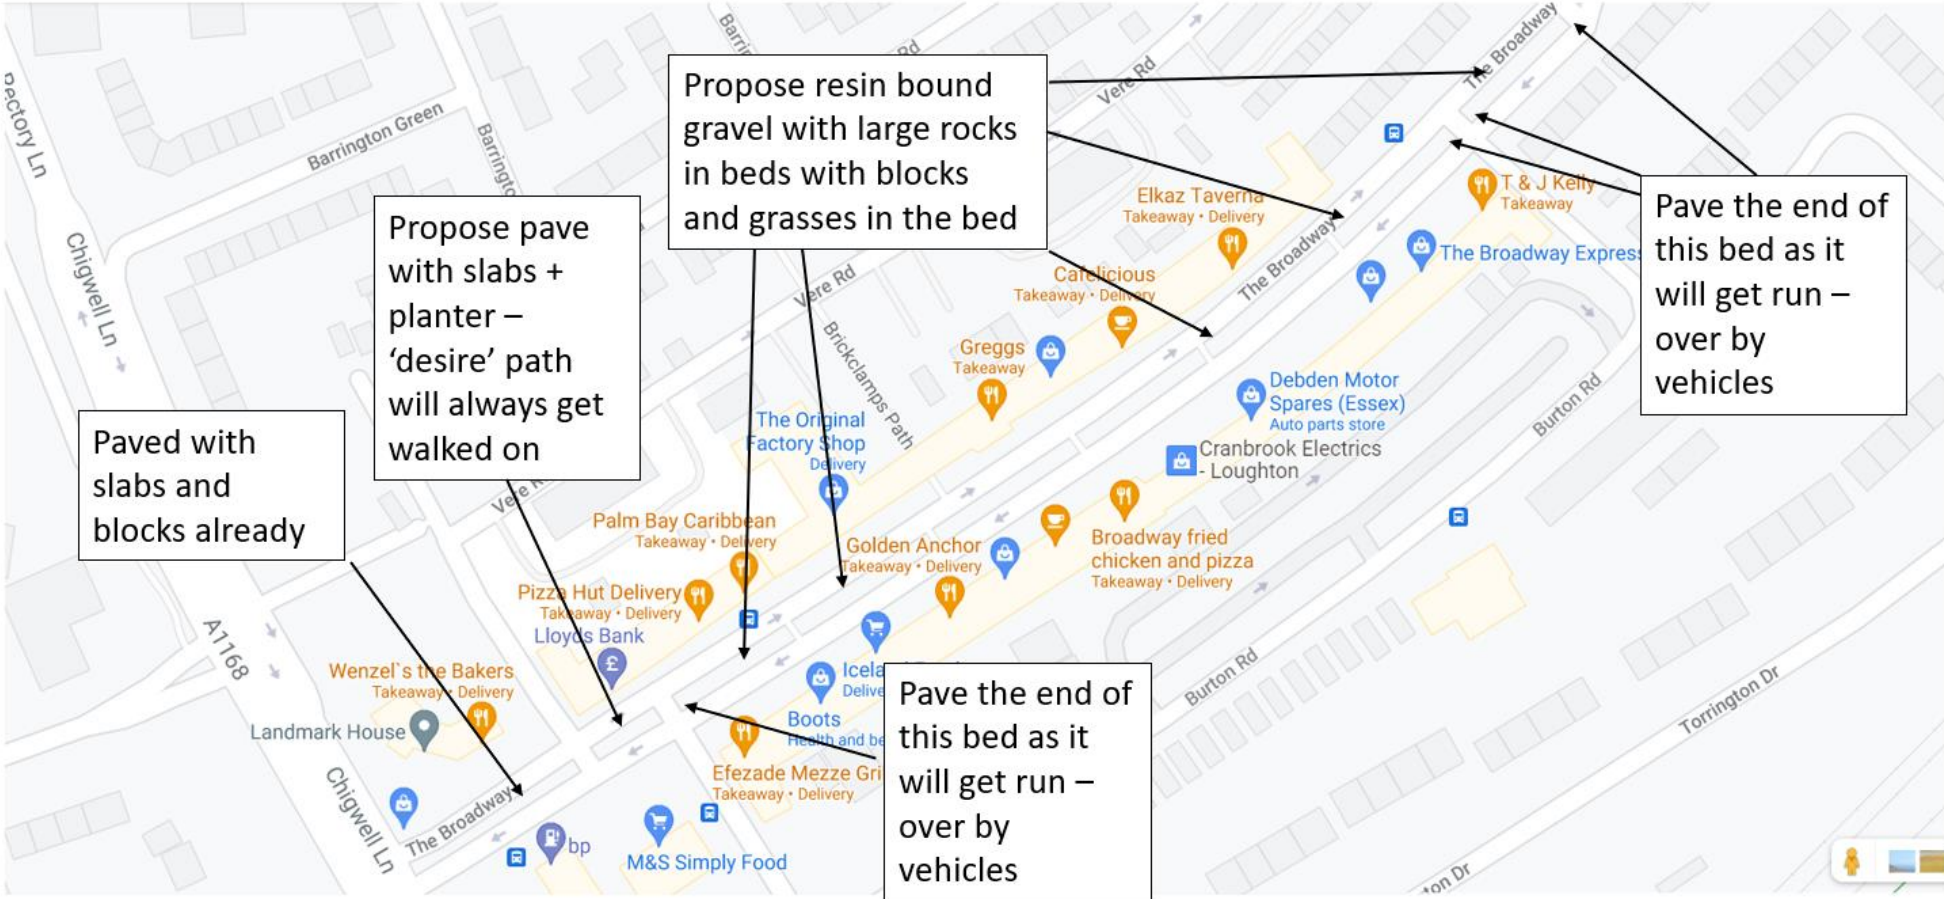 Propose resin bound
gravel with large rocks
in beds with blocks
and grasses in the bed
Propose pave
with slabs +
planter –
‘desire’ path
will always get
walked on
Paved with
slabs and
blocks already
Pave the end of
this bed as it
will get run –
over by
vehicles
Pave the end of
this bed as it
will get run –
over by
vehicles
Rectory Ln
Barrington Green
Chigwell Ln
Rd
Vere Rd
The Broadway
The Broadway
Elkaz Taverna
Takeaway • Delivery
T & J Kelly
Takeaway
The Broadway Express
Cafelicious
Takeaway • Delivery
Vere Rd
Brickclamps Path
Greggs
Takeaway
Debden Motor
Spares (Essex)
Auto parts store
Burton Rd
The Original
Factory Shop
Delivery
Cranbrook Electrics
- Loughton
Palm Bay Caribbean
Takeaway • Delivery
Golden Anchor
Takeaway • Delivery
Broadway fried
chicken and pizza
Takeaway • Delivery
Pizza Hut Delivery
Takeaway • Delivery
Lloyds Bank
A1168
Wenzel`s the Bakers
Takeaway • Delivery
Landmark House
Boots
Health and
Efezade Mezze
Takeaway • Delivery
Burton Rd
Torrington Dr
Chigwell Ln
The Broadway
bp
M&S Simply Food
Dr